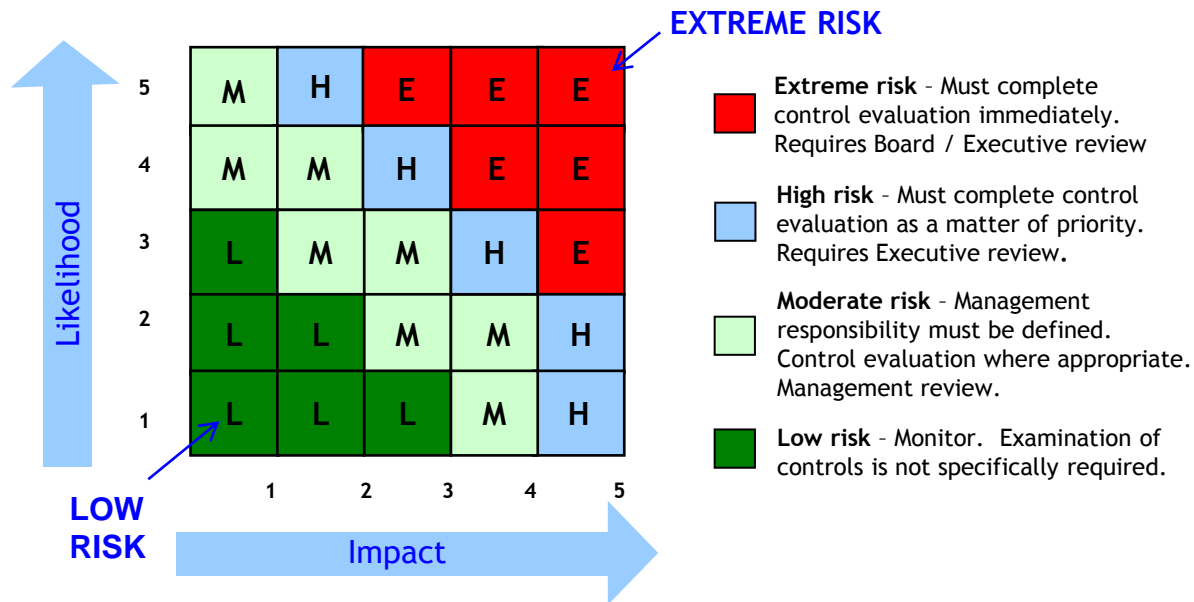 EXTREME RISK
5 M H E E E
4 M M H E E
3 L M M H E
2 L L M M H
1 L L L M H
1 2 3 4 5
Likelihood
Impact
LOW
RISK
Extreme risk – Must complete
control evaluation immediately.
Requires Board / Executive review
High risk – Must complete control
evaluation as a matter of priority.
Requires Executive review.
Moderate risk – Management
responsibility must be defined.
Control evaluation where appropriate.
Management review.
Low risk – Monitor.  Examination of
controls is not specifically required.